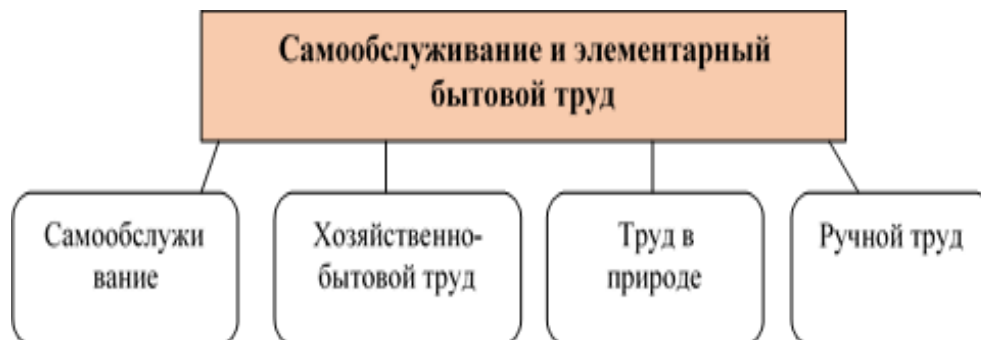 Самообслуживание и элементарный
бытовой труд
Самообслужи
вание
Хозяйственно-
бытовой труд
Труд в
природе
Ручной труд